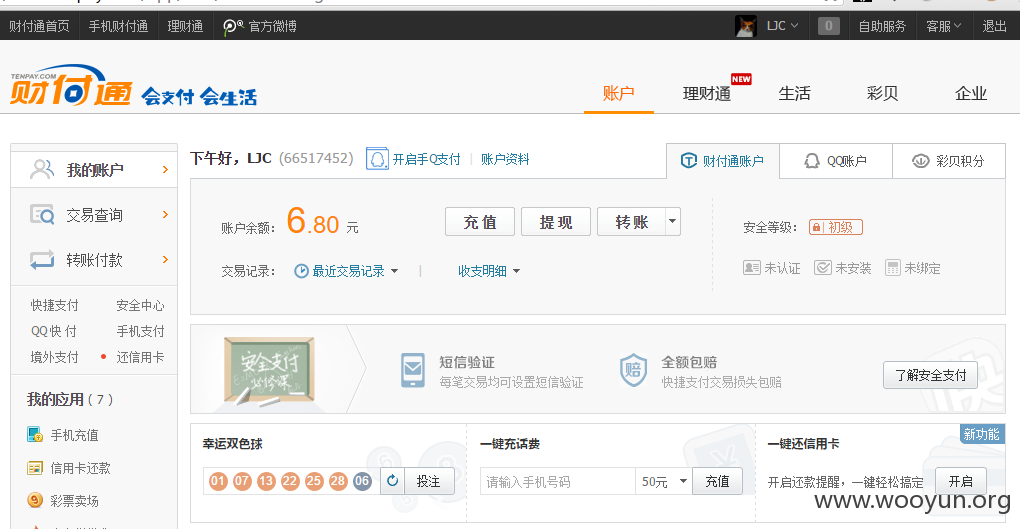 财付通首页 手机财付通 理财通 官方微博 LJC 0 自助服务 客服 退出
TENPAY.COM
财付通 会支付 会生活
账户 理财通 NEW 生活 彩贝 企业
我的账户
交易查询
转账付款
快捷支付 安全中心
QQ快付 手机支付
境外支付 还信用卡
我的应用 ( 7 )
手机充值
信用卡还款
彩票卖场
下午好，LJC (66517452) 开启手Q支付 账户资料
财付通账户 QQ账户 彩贝积分
账户余额： 6.80 元 充值 提现 转账
交易记录： 最近交易记录 收支明细
安全等级： 初级
未认证 未安装 未绑定
安全支付
必修课
短信验证
每笔交易均可设置短信验证
赔
全额包赔
快捷支付交易损失包赔
了解安全支付
幸运双色球
01 07 13 22 25 28 06 投注
一键充话费
请输入手机号码 50元 充值
一键还信用卡
新功能
开启还款提醒，一键轻松搞定 开启
www.wooyun.org